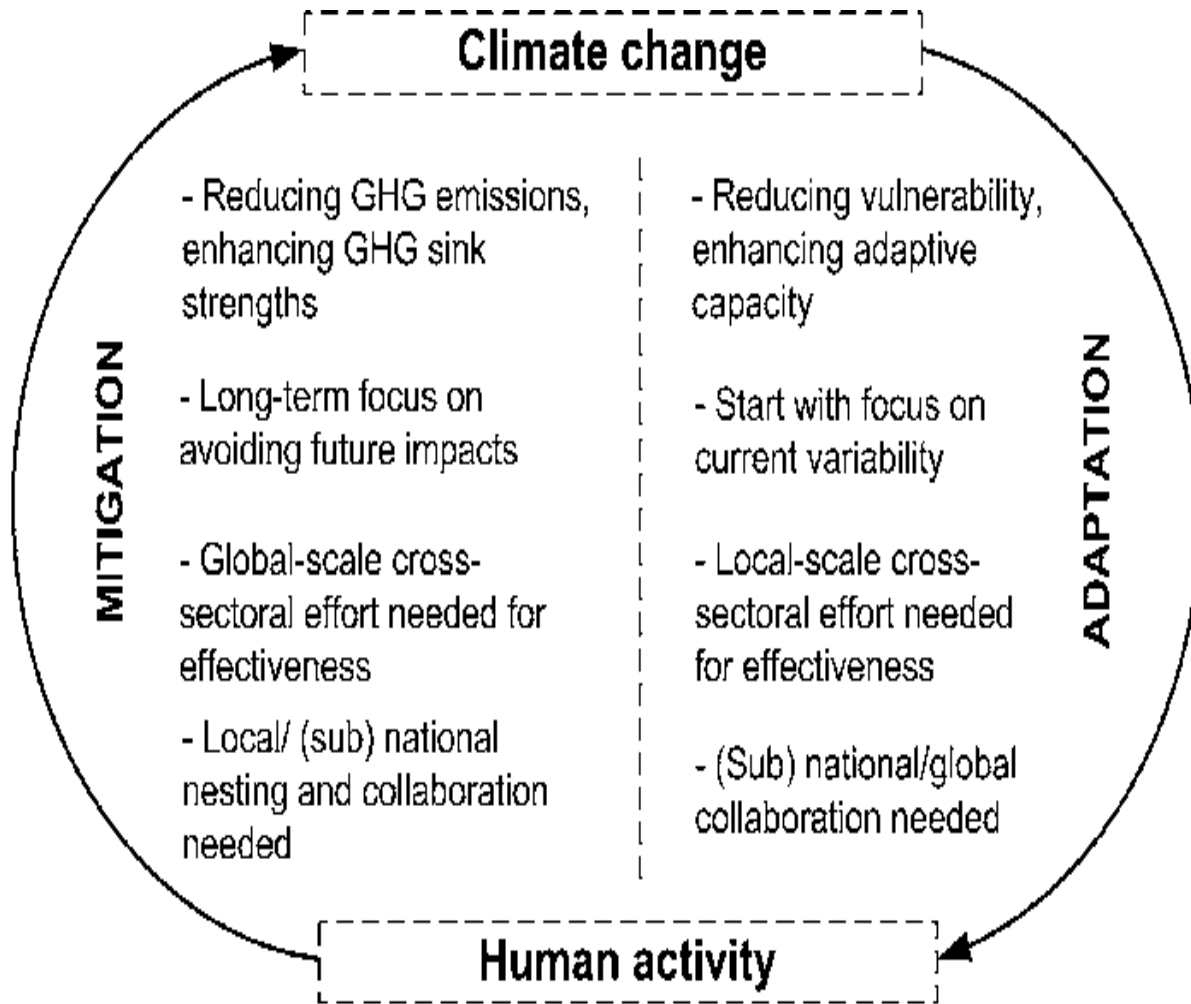 Climate change
MITIGATION
- Reducing GHG emissions,
enhancing GHG sink
strengths
- Long-term focus on
avoiding future impacts
- Global-scale cross-
sectoral effort needed for
effectiveness
- Local/ (sub) national
nesting and collaboration
needed
- Reducing vulnerability,
enhancing adaptive
capacity
- Start with focus on
current variability
- Local-scale cross-
sectoral effort needed
for effectiveness
- (Sub) national/global
collaboration needed
ADAPTATION
Human activity